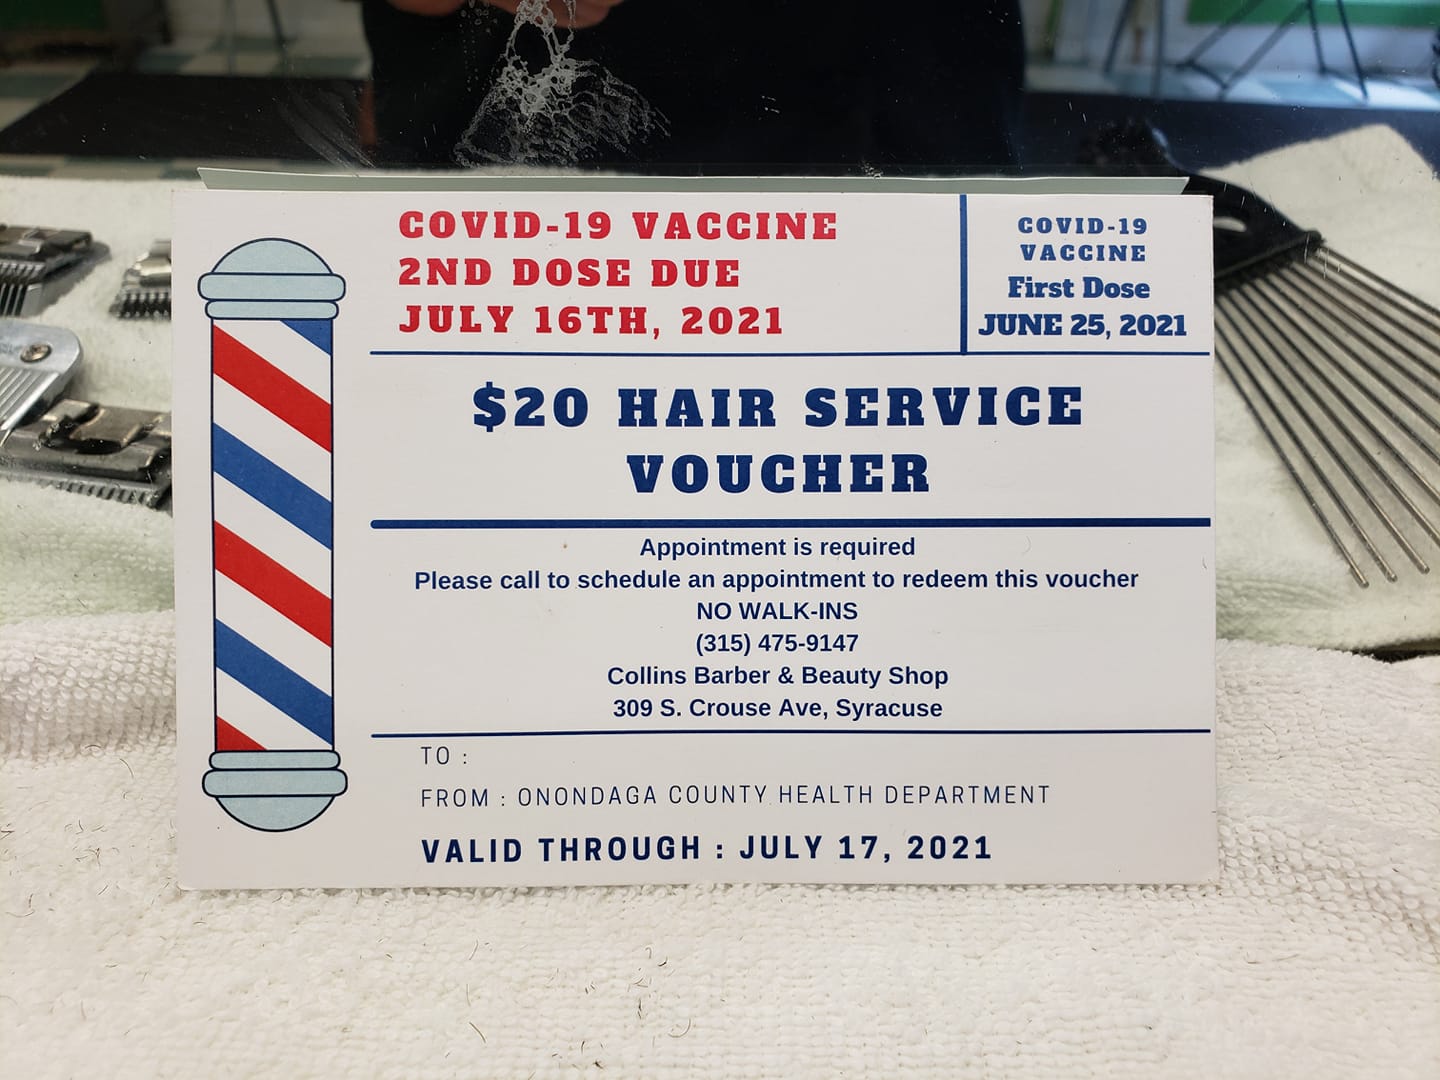 COVID-19 VACCINE
2ND DOSE DUE
JULY 16TH, 2021
COVID-19
VACCINE
First Dose
JUNE 25, 2021
$20 HAIR SERVICE
VOUCHER
Appointment is required
Please call to schedule an appointment to redeem this voucher
NO WALK-INS
(315) 475-9147
Collins Barber & Beauty Shop
309 S. Crouse Ave, Syracuse
TO :
FROM : ONONDAGA COUNTY HEALTH DEPARTMENT
VALID THROUGH : JULY 17, 2021